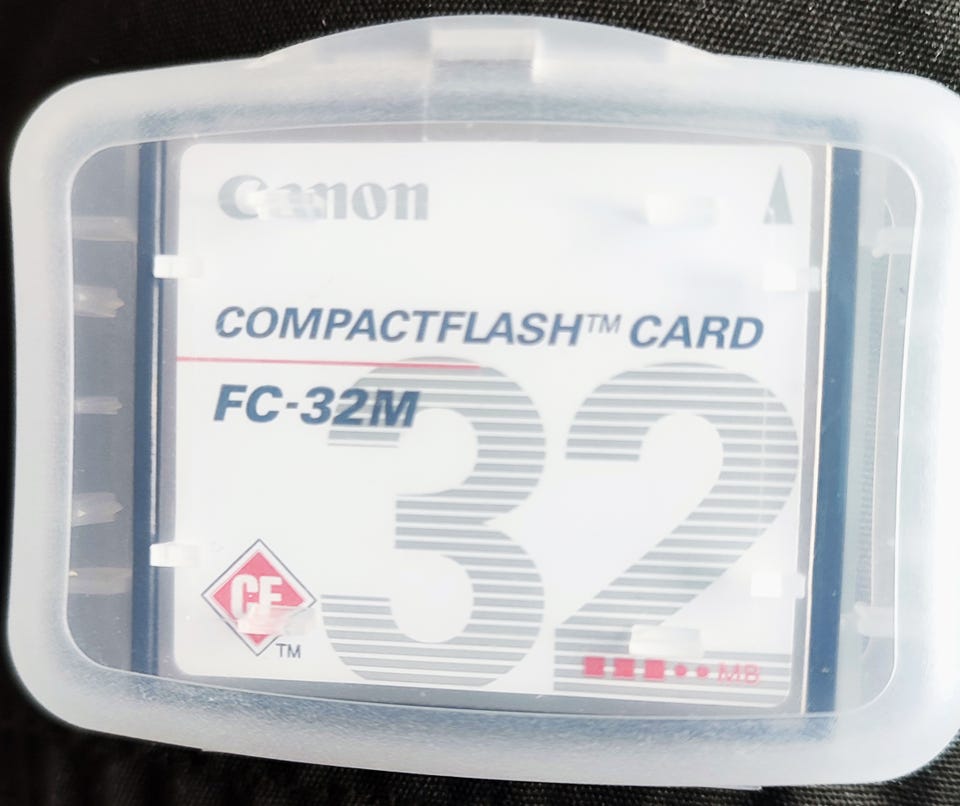 Canon
COMPACTFLASH™ CARD
FC-32M
32
CF
TM
MB